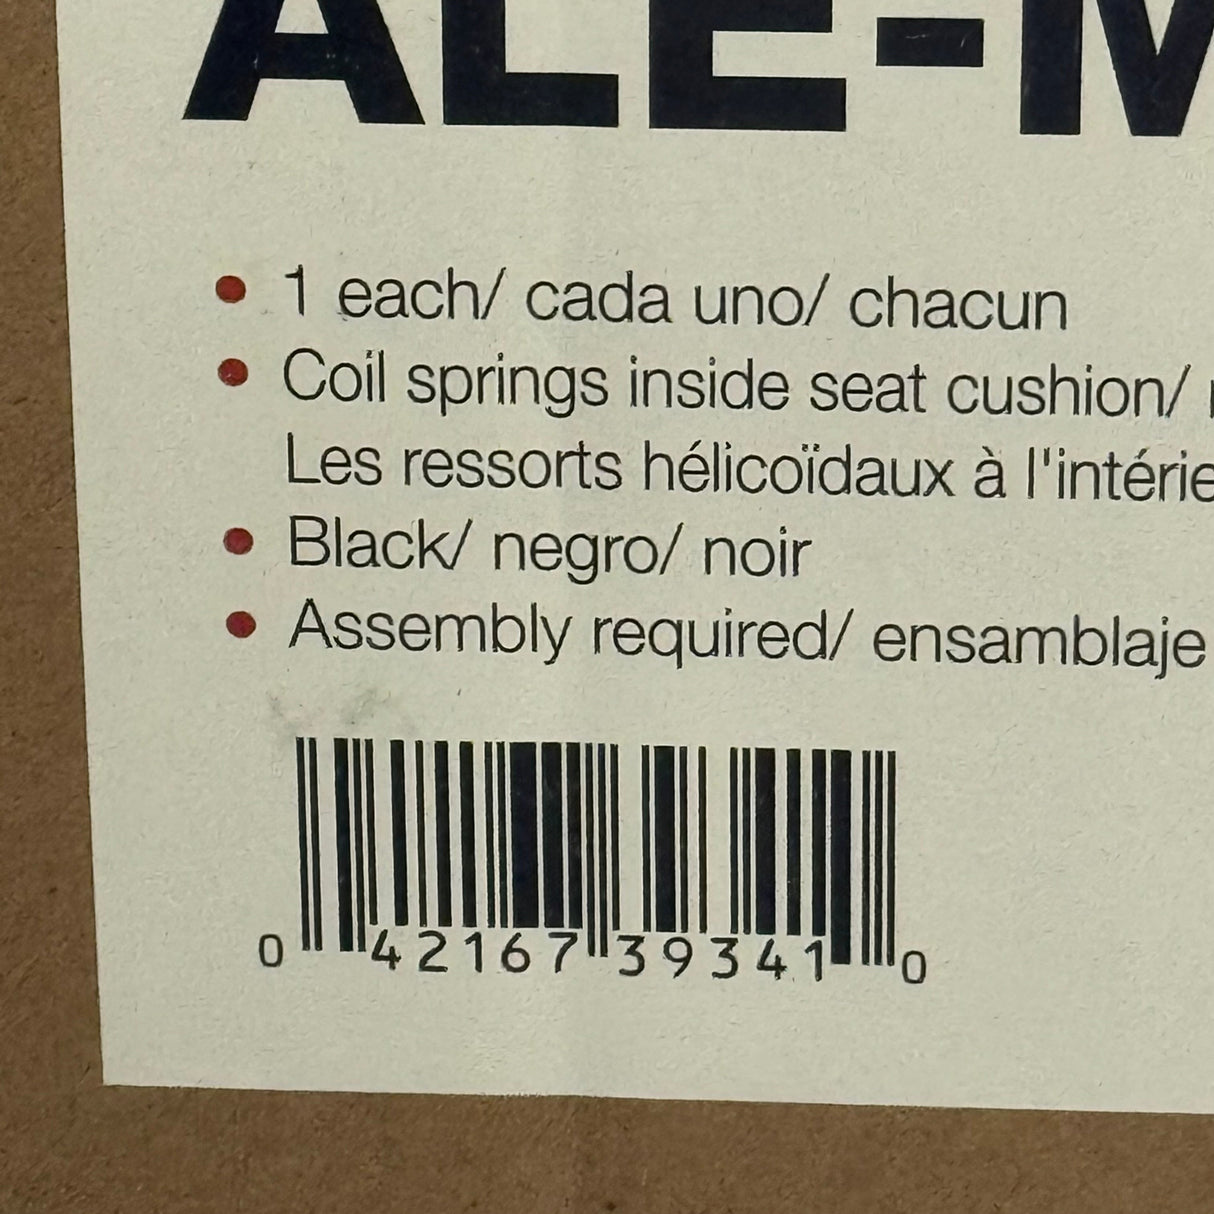 ALE-M
• 1 each/ cada uno/ chacun
• Coil springs inside seat cushion/
Les ressorts hélicoïdaux à l'intérie
• Black/ negro/ noir
• Assembly required/ ensamblaje
0 42167 39341 0